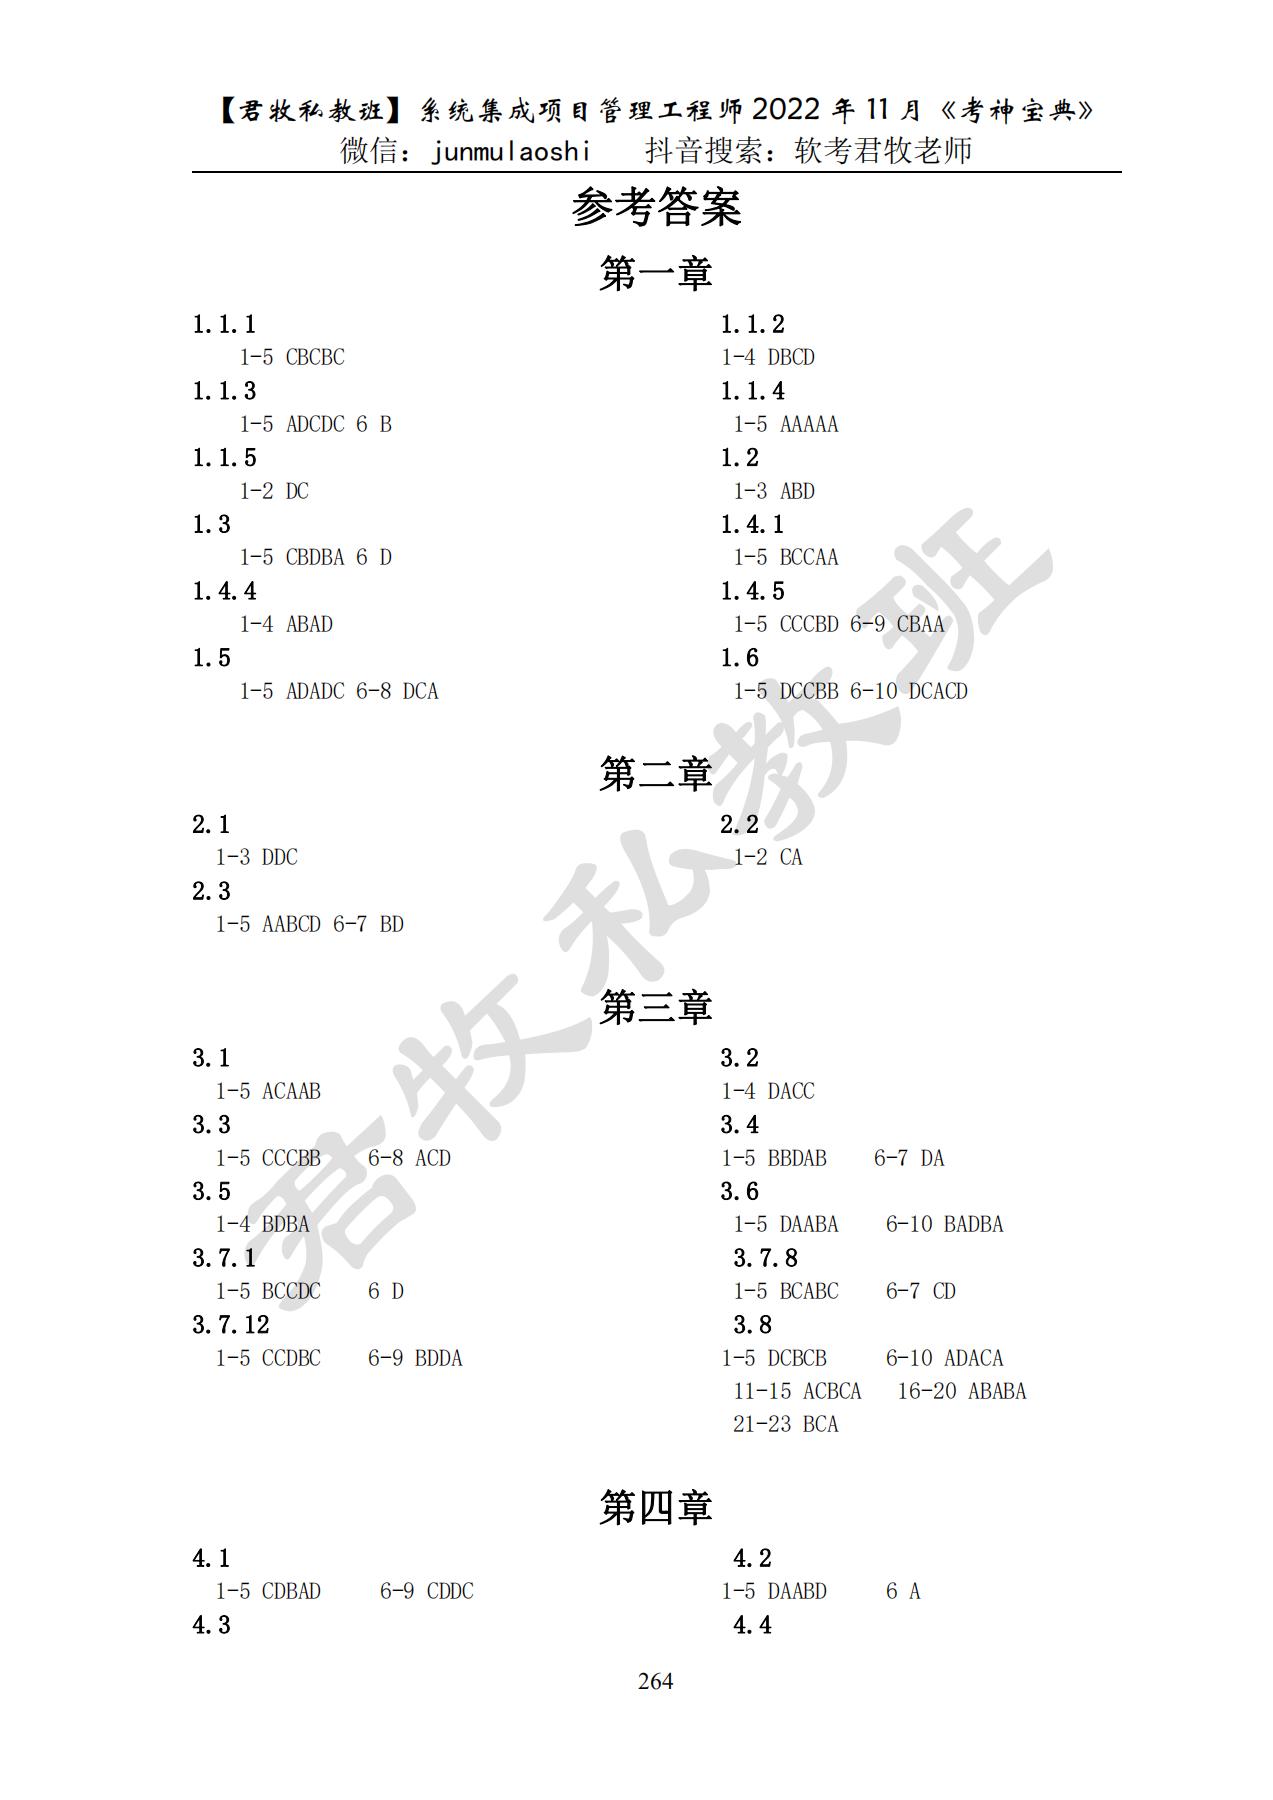 【君牧私教班】系统集成项目管理工程师 2022 年 11 月《考神宝典》
微信：junmulaoshi 抖音搜索：软考君牧老师
参考答案
第一章
1.1.1 1.1.2
1-5 CBCBC 1-4 DBCD
1.1.3 1.1.4
1-5 ADCDC 6 B 1-5 AAAAA
1.1.5 1.2
1-2 DC 1-3 ABD
1.3 1.4.1
1-5 CBDBA 6 D 1-5 BCCAA
1.4.4 1.4.5
1-4 ABAD 1-5 CCCBD 6-9 CBAA
1.5 1.6
1-5 ADADC 6-8 DCA 1-5 DCCBB 6-10 DCACD
第二章
2.1 2.2
1-3 DDC 1-2 CA
2.3
1-5 AABCD 6-7 BD
第三章
3.1 3.2
1-5 ACAAB 1-4 DACC
3.3 3.4
1-5 CCCBB 6-8 ACD 1-5 BBDAB 6-7 DA
3.5 3.6
1-4 BDBA 1-5 DAABA 6-10 BADBA
3.7.1 3.7.8
1-5 BCCDC 6 D 1-5 BCABC 6-7 CD
3.7.12 3.8
1-5 CCDBC 6-9 BDDA 1-5 DCBCB 6-10 ADACA
11-15 ACBCA 16-20 ABABA
21-23 BCA
第四章
4.1 4.2
1-5 CDBAD 6-9 CDDC 1-5 DAABD 6 A
4.3 4.4
264
君牧私教班